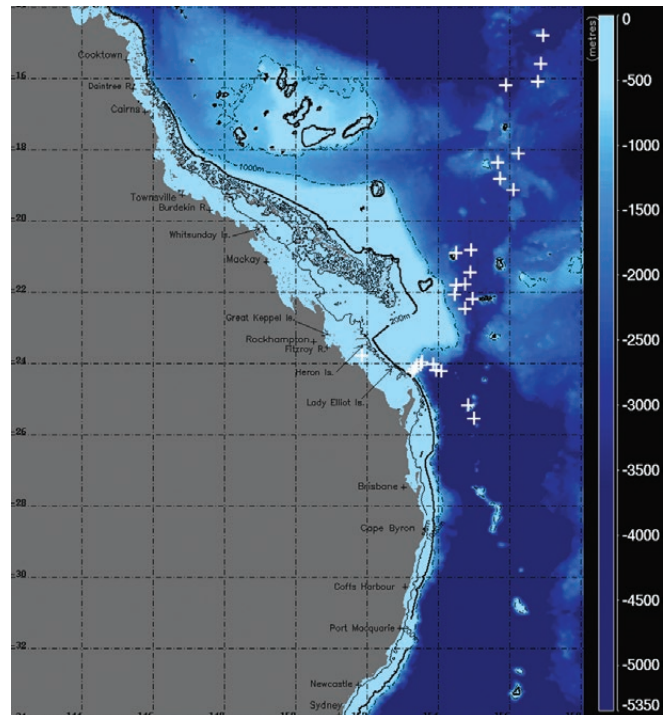 0
(metres)
-500
-1000
-1500
-2000
-2500
-3000
-3500
-4000
-4500
-5000
-5350
Cooktown
16
Daintree R.
Cairns
18
1000m
Townsville
Burdekin R.
20
Whitsunday Is.
Mackay
22
200m
Great Keppel Is.
Rockhampton
Fitzroy R.
24
Heron Is.
Lady Elliot Is.
26
Brisbane
28
Cape Byron
30
Coffs Harbour
Port Macquarie
32
Newcastle
Sydney